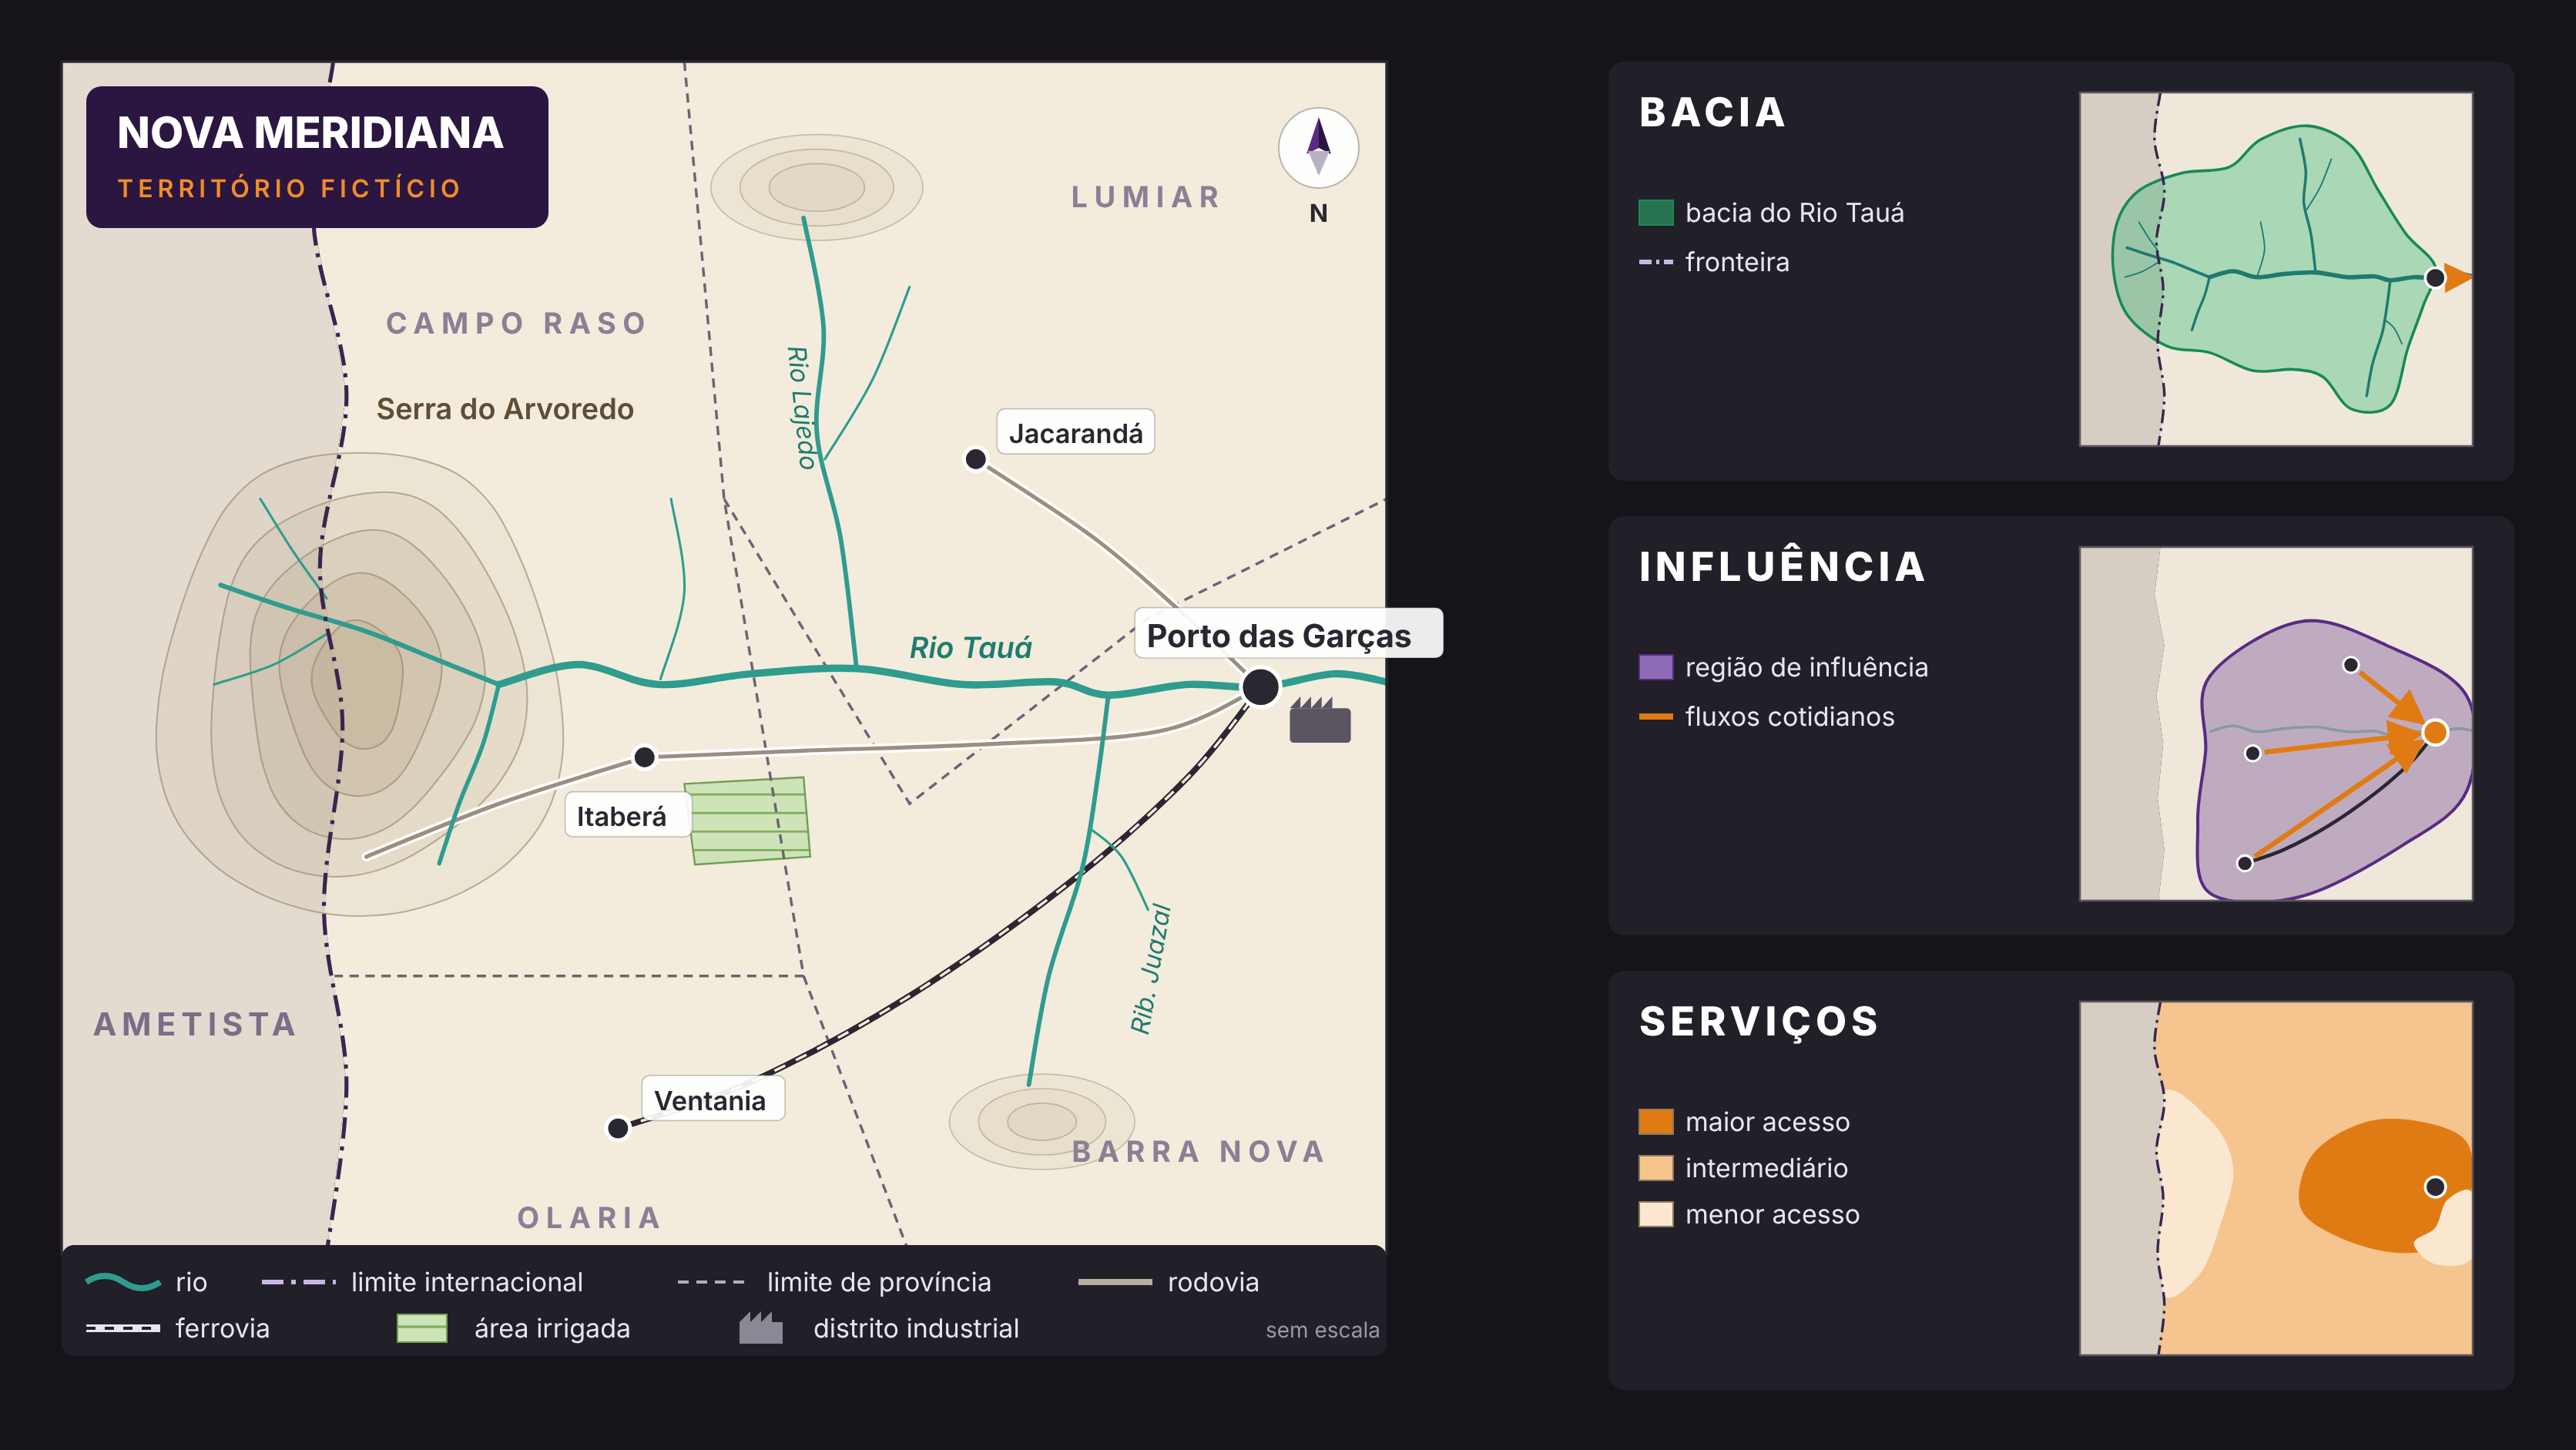 NOVA MERIDIANA
TERRITÓRIO FICTÍCIO
N
LUMIAR
CAMPO RASO
Serra do Arvoredo
Rio Lajedo
Jacarandá
Porto das Garças
Rio Tauá
Itaberá
Rib. Juazal
AMETISTA
Ventania
BARRA NOVA
OLARIA
rio
limite internacional
limite de província
rodovia
ferrovia
área irrigada
distrito industrial
sem escala
BACIA
bacia do Rio Tauá
fronteira
INFLUÊNCIA
região de influência
fluxos cotidianos
SERVIÇOS
maior acesso
intermediário
menor acesso